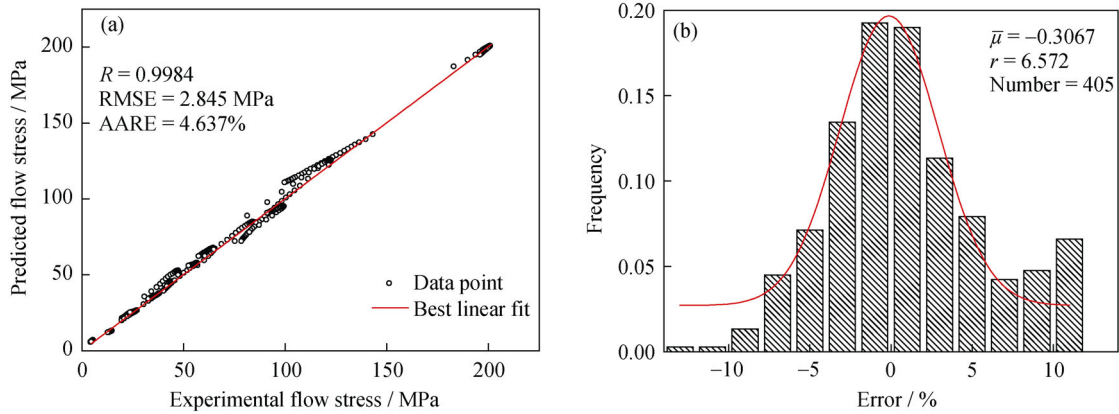 (a)
R = 0.9984
RMSE = 2.845 MPa
AARE = 4.637%
Data point
Best linear fit
Predicted flow stress / MPa
200
150
100
50
0
0 50 100 150 200
Experimental flow stress / MPa
(b)
μ̄ = –0.3067
r = 6.572
Number = 405
Frequency
0.20
0.15
0.10
0.05
0.00
–10 –5 0 5 10
Error / %